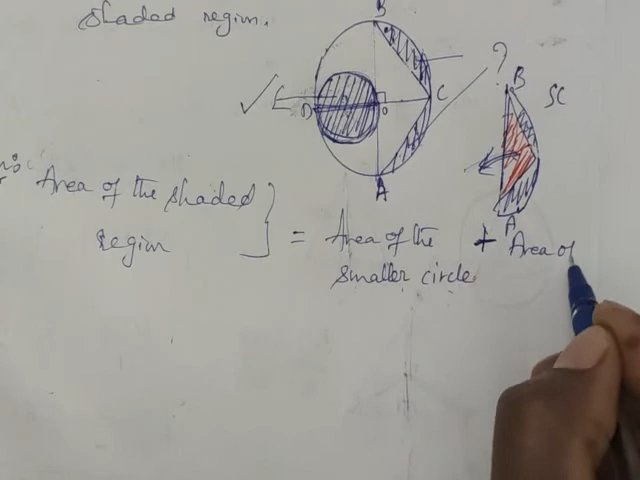 shaded region.
B
C
D
O
A
?
B
SC
A
Area of the shaded
region
=
Area of the
smaller circle
+
Area of